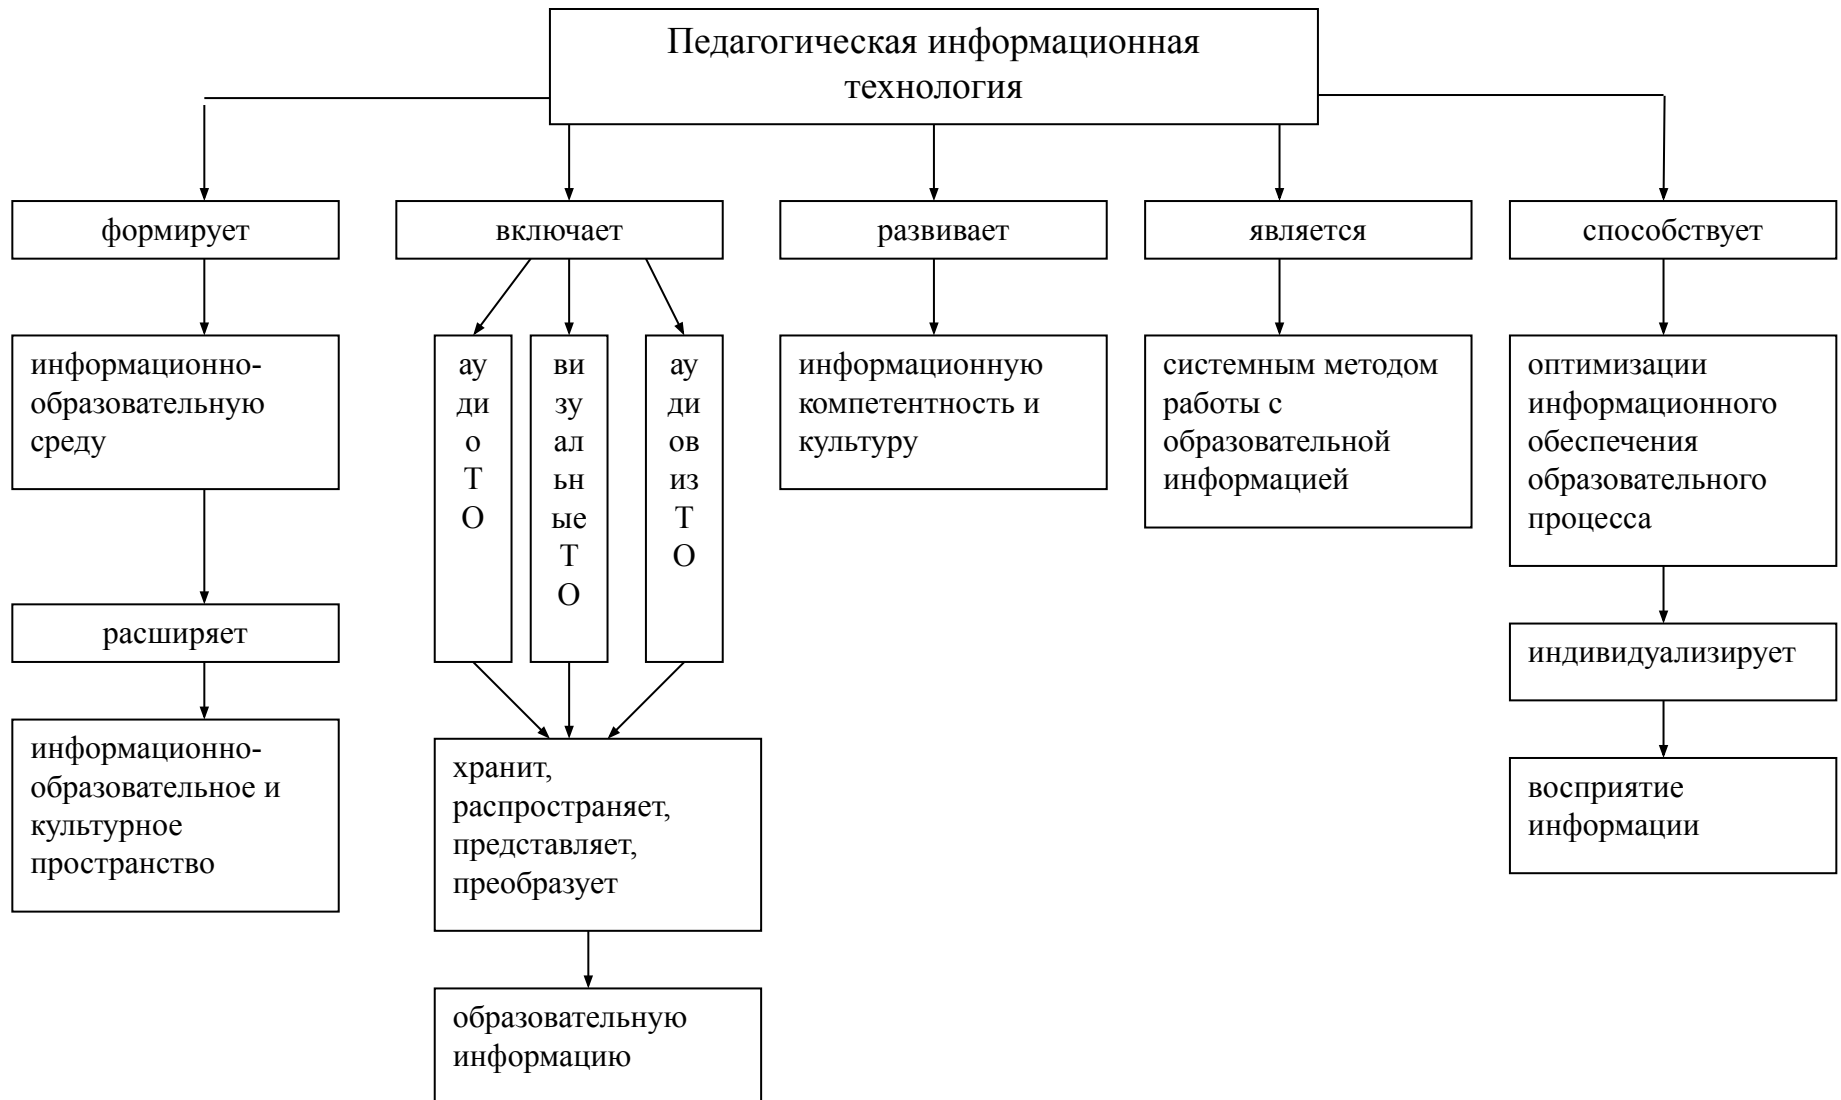 Педагогическая информационная
технология
формирует
включает
развивает
является
способствует
информационно-
образовательную
среду
ау
ди
о
Т
О
ви
зу
ал
ьн
ые
Т
О
ау
ди
ов
из
Т
О
информационную
компетентность и
культуру
системным методом
работы с
образовательной
информацией
оптимизации
информационного
обеспечения
образовательного
процесса
расширяет
индивидуализирует
информационно-
образовательное и
культурное
пространство
хранит,
распространяет,
представляет,
преобразует
восприятие
информации
образовательную
информацию